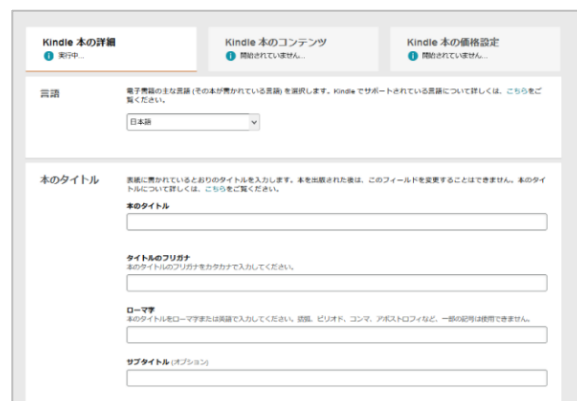 Kindle 本の詳細
実行中...
Kindle 本のコンテンツ
開始されていません...
Kindle 本の価格設定
開始されていません...
言語
電子書籍の主な言語 (その本が書かれている言語) を選択します。Kindle でサポートされている言語について詳しくは、こちらをご
覧ください。
日本語
本のタイトル
表紙に書かれているとおりのタイトルを入力します。本を出版された後は、このフィールドを変更することはできません。本のタイ
トルについて詳しくは、こちらをご覧ください。
本のタイトル
タイトルのフリガナ
本のタイトルのフリガナをカタカナで入力してください。
ローマ字
本のタイトルをローマ字または英語で入力してください。括弧、ピリオド、コンマ、アポストロフィなど、一部の記号は使用できません。
サブタイトル (オプション)